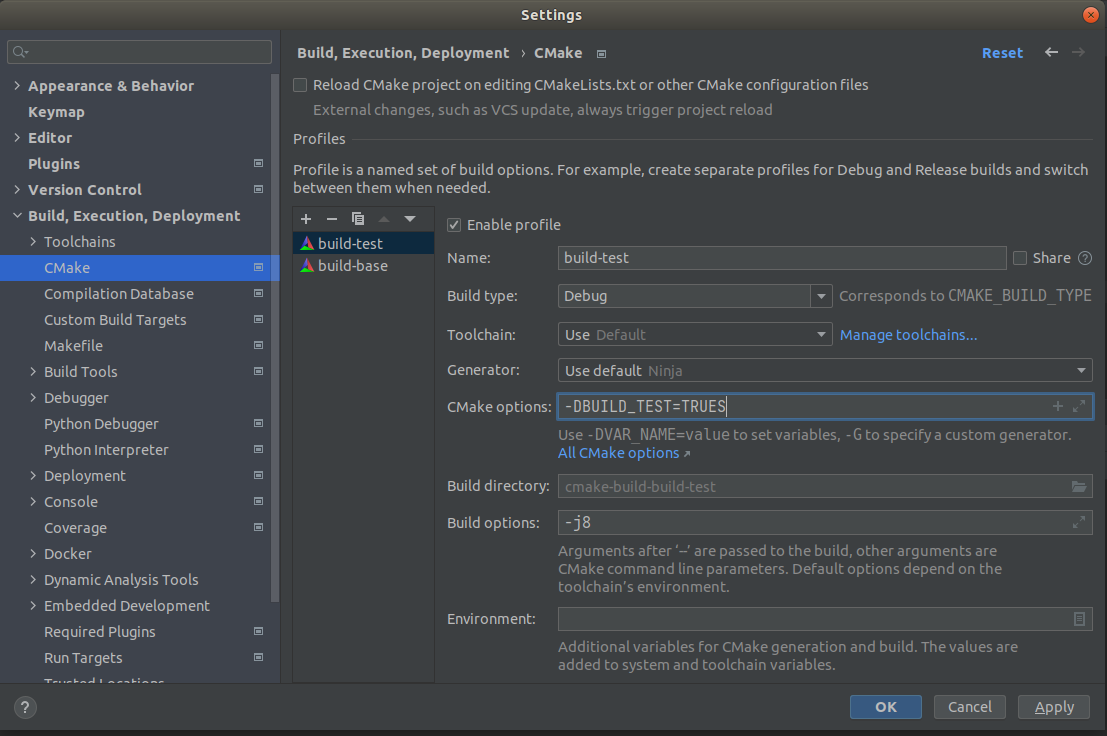 Settings
Build, Execution, Deployment › CMake
Reset
Reload CMake project on editing CMakeLists.txt or other CMake configuration files
External changes, such as VCS update, always trigger project reload
Profiles
Profile is a named set of build options. For example, create separate profiles for Debug and Release builds and switch
between them when needed.
Appearance & Behavior
Keymap
Editor
Plugins
Version Control
Build, Execution, Deployment
Toolchains
CMake
Compilation Database
Custom Build Targets
Makefile
Build Tools
Debugger
Python Debugger
Python Interpreter
Deployment
Console
Coverage
Docker
Dynamic Analysis Tools
Embedded Development
Required Plugins
Run Targets
Trusted Locations
build-test
build-base
Enable profile
Name: build-test Share
Build type: Debug Corresponds to CMAKE_BUILD_TYPE
Toolchain: Use Default Manage toolchains...
Generator: Use default Ninja
CMake options: -DBUILD_TEST=TRUES
Use -DVAR_NAME=value to set variables, -G to specify a custom generator.
All CMake options ↗
Build directory: cmake-build-build-test
Build options: -j8
Arguments after ‘--’ are passed to the build, other arguments are
CMake command line parameters. Default options depend on the
toolchain’s environment.
Environment:
Additional variables for CMake generation and build. The values are
added to system and toolchain variables.
?
OK Cancel Apply